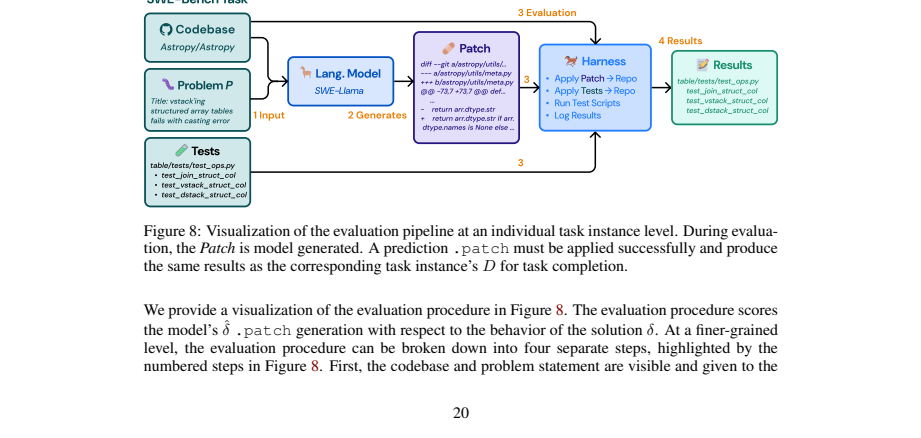 SWE-Bench Task
Codebase
Astropy/Astropy
Problem P
Title: vstack'ing
structured array tables
fails with casting error
Tests
table/tests/test_ops.py
• test_join_struct_col
• test_vstack_struct_col
• test_dstack_struct_col
1 Input
Lang. Model
SWE-Llama
2 Generates
Patch
diff --git a/astropy/utils/..
--- a/astropy/utils/meta.py
+++ b/astropy/utils/meta.py
@@ -73,7 +73,7 @@ def...
...
- return arr.dtype.str
+ return arr.dtype.str if arr.
dtype.names is None else ...
3 Evaluation
3
3
Harness
• Apply Patch → Repo
• Apply Tests → Repo
• Run Test Scripts
• Log Results
4 Results
Results
table/tests/test_ops.py
test_join_struct_col
test_vstack_struct_col
test_dstack_struct_col
Figure 8: Visualization of the evaluation pipeline at an individual task instance level. During evalua-
tion, the Patch is model generated. A prediction .patch must be applied successfully and produce
the same results as the corresponding task instance's D for task completion.
We provide a visualization of the evaluation procedure in Figure 8. The evaluation procedure scores
the model's δ̂ .patch generation with respect to the behavior of the solution δ. At a finer-grained
level, the evaluation procedure can be broken down into four separate steps, highlighted by the
numbered steps in Figure 8. First, the codebase and problem statement are visible and given to the
20